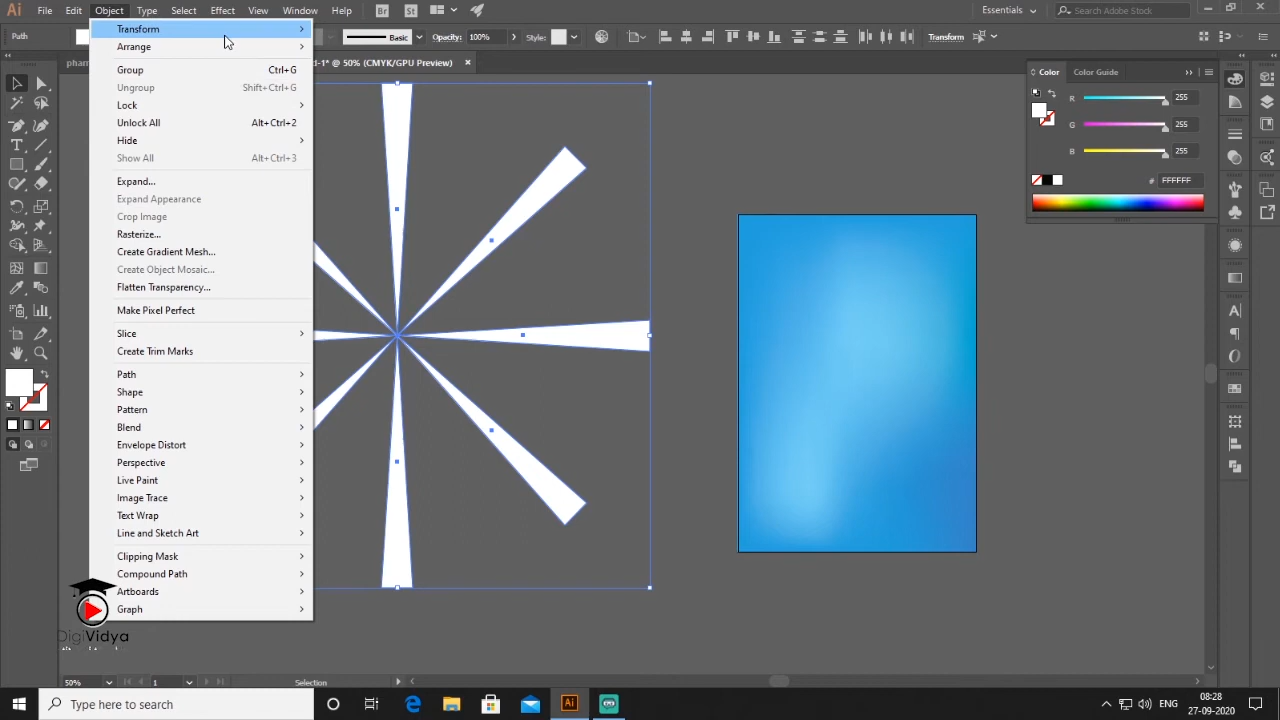 Ai File Edit Object Type Select Effect View Window Help Br St Essentials Search Adobe Stock
Path Basic Opacity: 100% Style: Transform
d-1* @ 50% (CMYK/GPU Preview)
Transform
Arrange
Group Ctrl+G
Ungroup Shift+Ctrl+G
Lock
Unlock All Alt+Ctrl+2
Hide
Show All Alt+Ctrl+3
Expand...
Expand Appearance
Crop Image
Rasterize...
Create Gradient Mesh...
Create Object Mosaic...
Flatten Transparency...
Make Pixel Perfect
Slice
Create Trim Marks
Path
Shape
Pattern
Blend
Envelope Distort
Perspective
Live Paint
Image Trace
Text Wrap
Line and Sketch Art
Clipping Mask
Compound Path
Artboards
Graph
Color Color Guide
R 255
G 255
B 255
# FFFFFF
DigiVidya
50% 1 Selection
Type here to search
Ai
ENG
08:28
27-09-2020